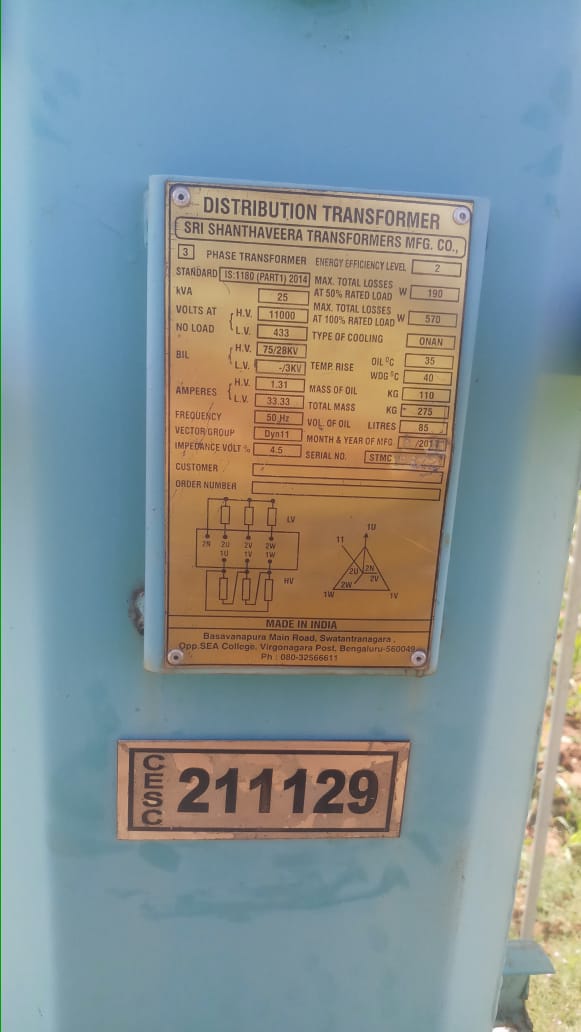 DISTRIBUTION TRANSFORMER
SRI SHANTHAVEERA TRANSFORMERS MFG. CO.,
3 PHASE TRANSFORMER ENERGY EFFICIENCY LEVEL 2
STANDARD IS:1180 (PART1) 2014 MAX. TOTAL LOSSES AT 50% RATED LOAD W 190
kVA 25 MAX. TOTAL LOSSES AT 100% RATED LOAD W 570
VOLTS AT NO LOAD H.V. 11000
L.V. 433 TYPE OF COOLING ONAN
BIL H.V. 75/28KV TEMP. RISE OIL °C 35
L.V. -/3KV WDG °C 40
AMPERES H.V. 1.31 MASS OF OIL KG 110
L.V. 33.33 TOTAL MASS KG 275
FREQUENCY 50 Hz VOL. OF OIL LITRES 85
VECTOR GROUP Dyn11 MONTH & YEAR OF MFG.
IMPEDANCE VOLT % 4.5 SERIAL NO. STMC
CUSTOMER
ORDER NUMBER
LV
2N 2U 2V 2W
1U 1V 1W
HV
1U
11
2U 2N
2W 2V
1W 1V
MADE IN INDIA
Basavanapura Main Road, Swatantranagara,
Opp.SEA College, Virgonagara Post, Bengaluru-560049
Ph : 080-32566611
CESC 211129